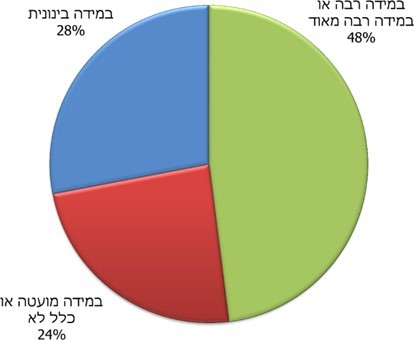 במידה רבה או
במידה רבה מאוד
48%
במידה בינונית
28%
במידה מועטה או
כלל לא
24%